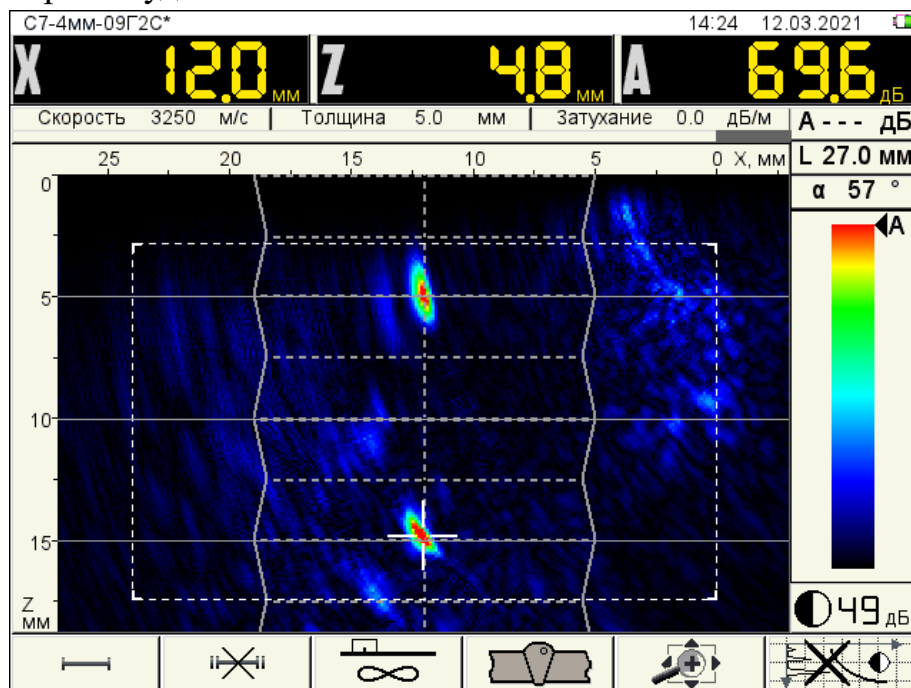 С7-4мм-09Г2С* 14:24 12.03.2021
X 12.0 мм Z 4.8 мм A 69.6 дБ
Скорость 3250 м/с Толщина 5.0 мм Затухание 0.0 дБ/м A - - - дБ
25 20 15 10 5 0 X, мм L 27.0 мм
α 57 °
0
A
5
10
15
Z
мм
49 дБ